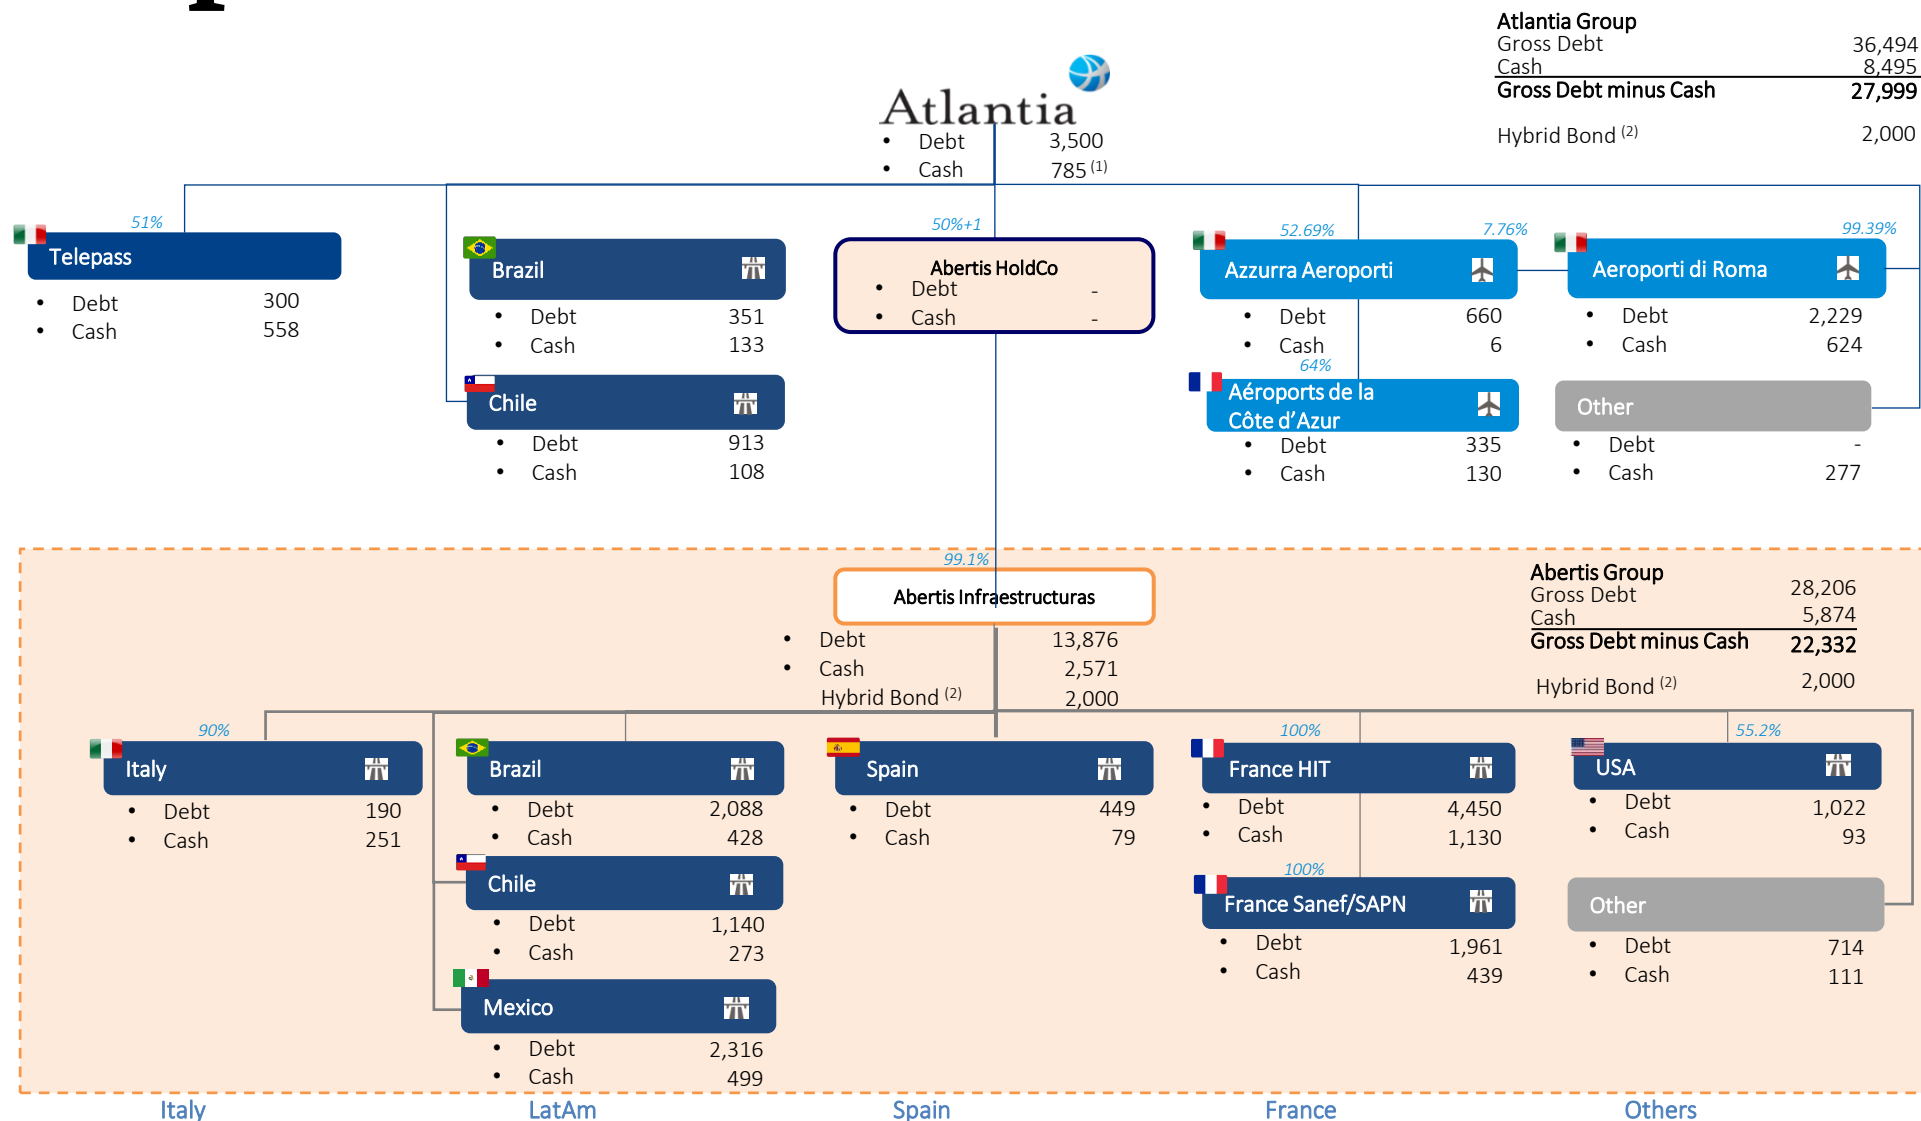 Atlantia Group
Gross Debt 36,494
Cash 8,495
Gross Debt minus Cash 27,999
Hybrid Bond (2) 2,000
Atlantia
• Debt 3,500
• Cash 785 (1)
51%
Telepass
• Debt 300
• Cash 558
Brazil
• Debt 351
• Cash 133
Chile
• Debt 913
• Cash 108
50%+1
Abertis HoldCo
• Debt -
• Cash -
52.69%
7.76%
Azzurra Aeroporti
• Debt 660
• Cash 6
64%
Aéroports de la
Côte d'Azur
• Debt 335
• Cash 130
99.39%
Aeroporti di Roma
• Debt 2,229
• Cash 624
Other
• Debt -
• Cash 277
99.1%
Abertis Infraestructuras
• Debt 13,876
• Cash 2,571
Hybrid Bond (2) 2,000
Abertis Group
Gross Debt 28,206
Cash 5,874
Gross Debt minus Cash 22,332
Hybrid Bond (2) 2,000
90%
Italy
• Debt 190
• Cash 251
Brazil
• Debt 2,088
• Cash 428
Chile
• Debt 1,140
• Cash 273
Mexico
• Debt 2,316
• Cash 499
Spain
• Debt 449
• Cash 79
100%
France HIT
• Debt 4,450
• Cash 1,130
100%
France Sanef/SAPN
• Debt 1,961
• Cash 439
55.2%
USA
• Debt 1,022
• Cash 93
Other
• Debt 714
• Cash 111
Italy
LatAm
Spain
France
Others